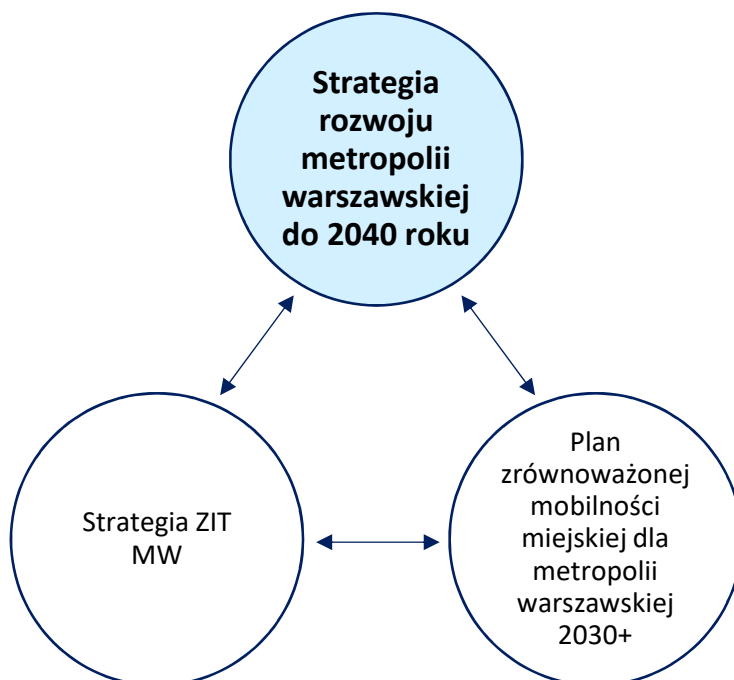 Strategia
rozwoju
metropolii
warszawskiej
do 2040 roku
Strategia ZIT
MW
Plan
zrównoważonej
mobilności
miejskiej dla
metropolii
warszawskiej
2030+